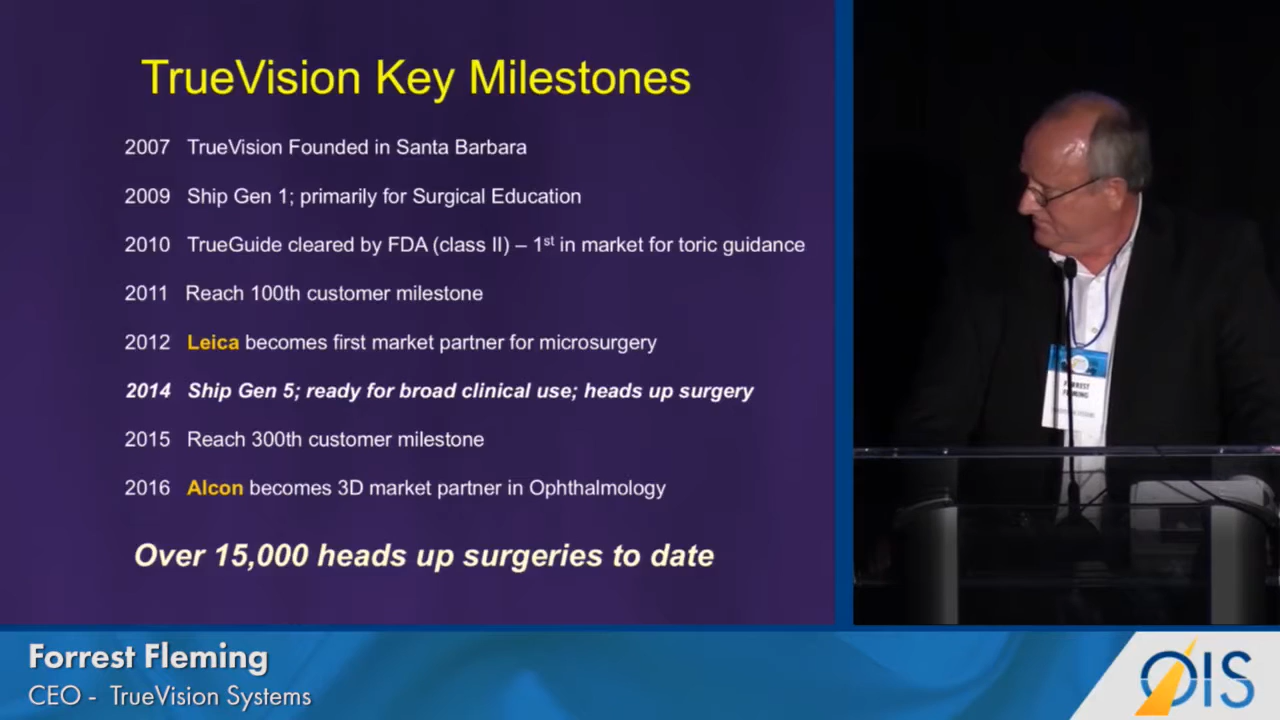 TrueVision Key Milestones
2007 TrueVision Founded in Santa Barbara
2009 Ship Gen 1; primarily for Surgical Education
2010 TrueGuide cleared by FDA (class II) – 1st in market for toric guidance
2011 Reach 100th customer milestone
2012 Leica becomes first market partner for microsurgery
2014 Ship Gen 5; ready for broad clinical use; heads up surgery
2015 Reach 300th customer milestone
2016 Alcon becomes 3D market partner in Ophthalmology
Over 15,000 heads up surgeries to date
FORREST
FLEMING
Forrest Fleming
CEO - TrueVision Systems
OIS